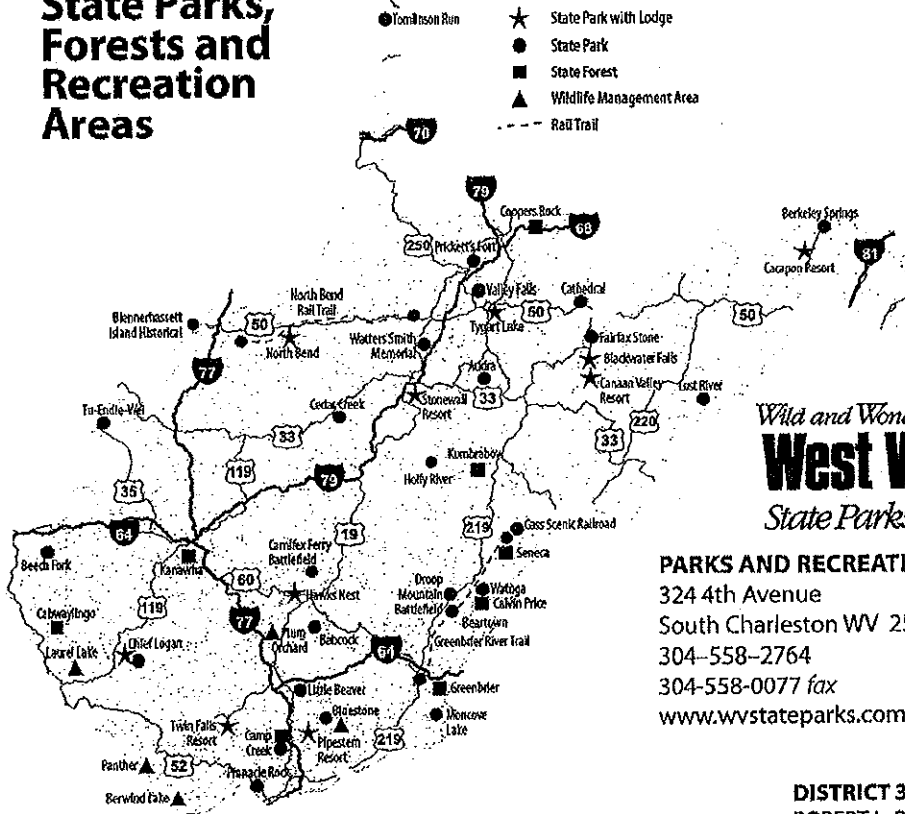 State Parks,
Forests and
Recreation
Areas
Tomlinson Run
State Park with Lodge
State Park
State Forest
Wildlife Management Area
Rail Trail
70
79
Coopers Rock
68
Berkeley Springs
81
Cacapon Resort
250
Prickett's Fort
Valley Falls
Cathedral
North Bend
Rail Trail
Blennerhassett
Island Historical
50
50
50
North Bend
Watters Smith
Memorial
Tygart Lake
Fairfax Stone
Blackwater Falls
77
Audra
Canaan Valley
Resort
Lost River
Tu-Endie-Wei
Cedar Creek
Stonewall
Resort
33
33
220
33
119
Holly River
Kumbrabow
79
35
19
219
Cass Scenic Railroad
Seneca
64
Beech Fork
Kanawha
Carnifex Ferry
Battlefield
60
Hawks Nest
Droop
Mountain
Battlefield
Watoga
Calvin Price
Beartown
Greenbrier River Trail
Cabwaylingo
119
77
Plum
Orchard
Babcock
64
Laurel Lake
Chief Logan
Little Beaver
Greenbrier
Bluestone
Moncove
Lake
Twin Falls
Resort
Camp
Creek
Pipestem
Resort
219
Panther
52
Pinnacle Rock
Berwind Lake
Wild and Wond
West V
State Parks
PARKS AND RECREATI
324 4th Avenue
South Charleston WV 25
304-558-2764
304-558-0077 fax
www.wvstateparks.com
DISTRICT 3